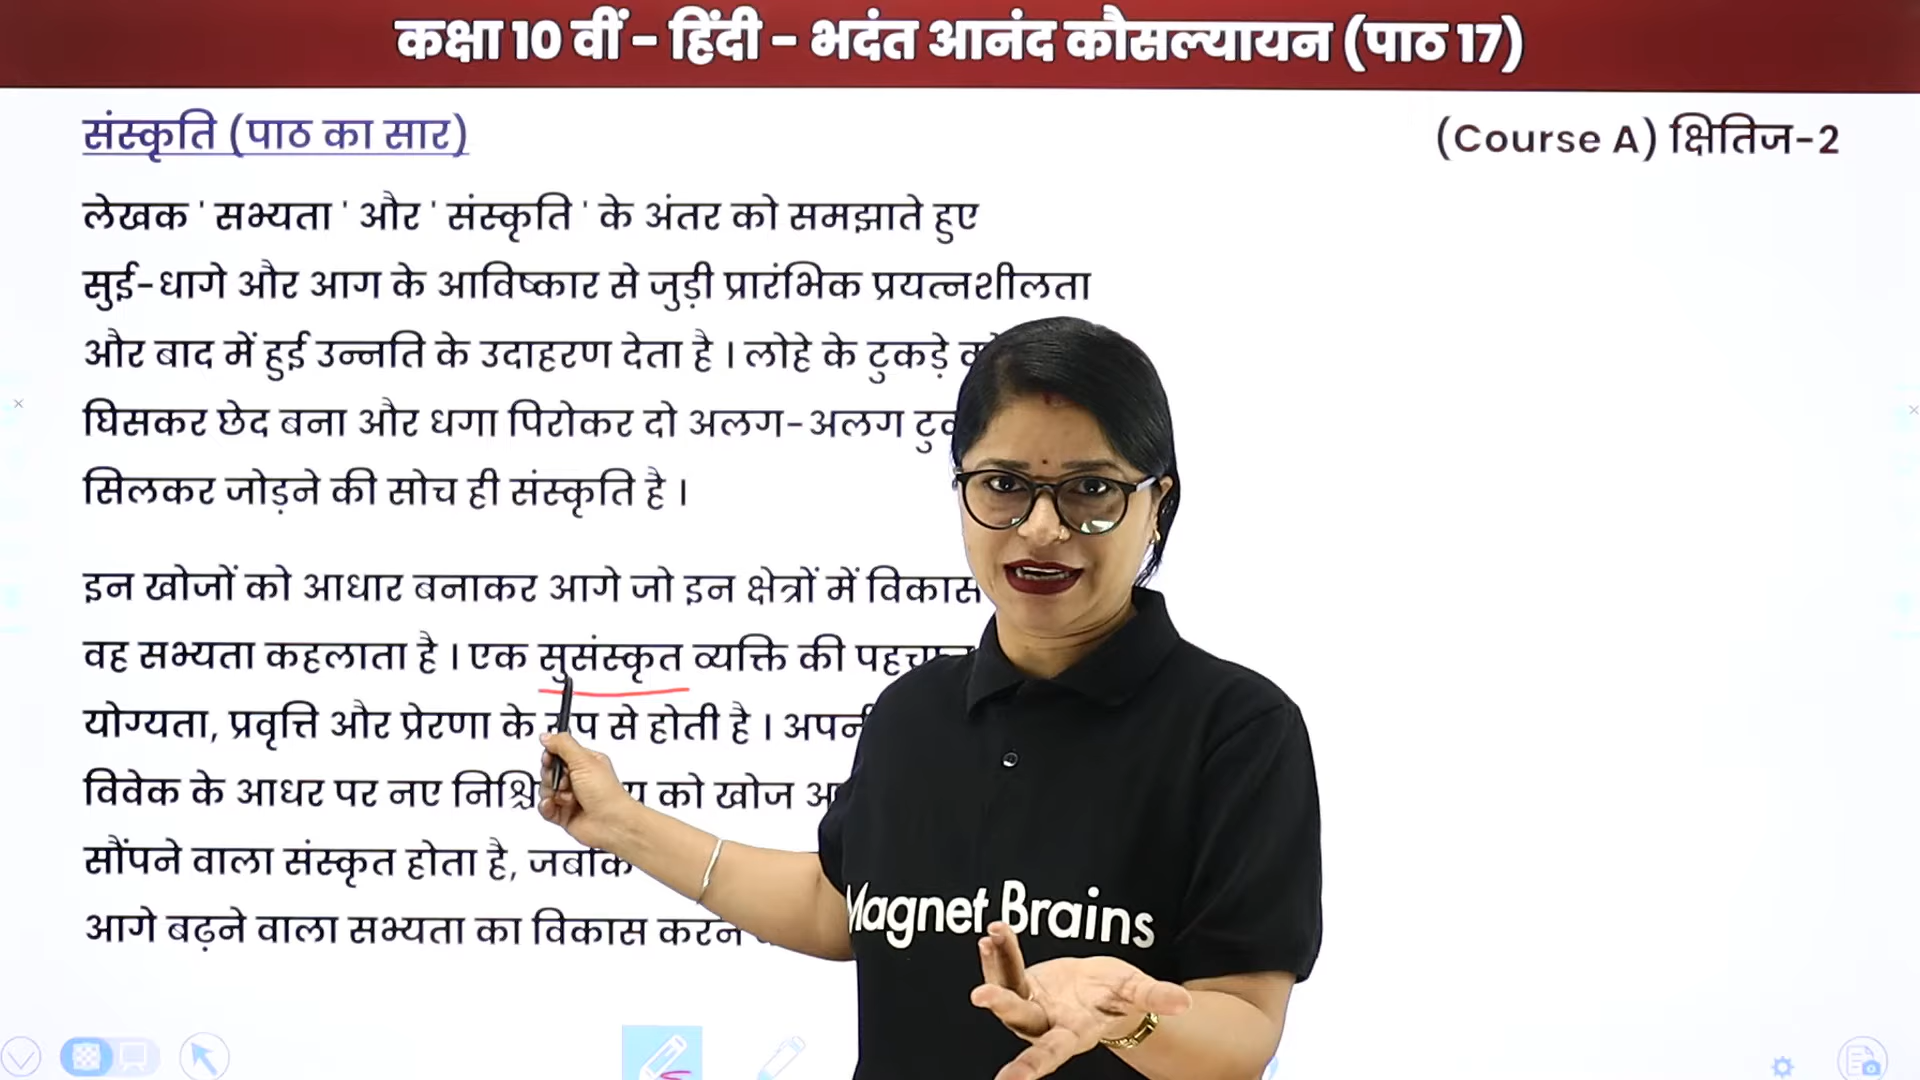 कक्षा 10 वीं - हिंदी - भदंत आनंद कौसल्यायन (पाठ 17)
संस्कृति (पाठ का सार)
(Course A) क्षितिज-2
लेखक ' सभ्यता ' और ' संस्कृति ' के अंतर को समझाते हुए
सुई-धागे और आग के आविष्कार से जुड़ी प्रारंभिक प्रयत्नशीलता
और बाद में हुई उन्नति के उदाहरण देता है । लोहे के टुकड़े
घिसकर छेद बना और धगा पिरोकर दो अलग-अलग
सिलकर जोड़ने की सोच ही संस्कृति है ।
इन खोजों को आधार बनाकर आगे जो इन क्षेत्रों में विकास
वह सभ्यता कहलाता है । एक सुसंस्कृत व्यक्ति की
योग्यता, प्रवृत्ति और प्रेरणा के से होती है ।
विवेक के आधर पर नए को खोज
सौंपने वाला संस्कृत होता है, जबकि
आगे बढ़ने वाला सभ्यता का विकास
Magnet Brains